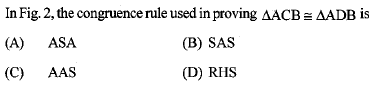 In Fig. 2, the congruence rule used in proving ΔACB ≅ ΔADB is
(A) ASA (B) SAS
(C) AAS (D) RHS